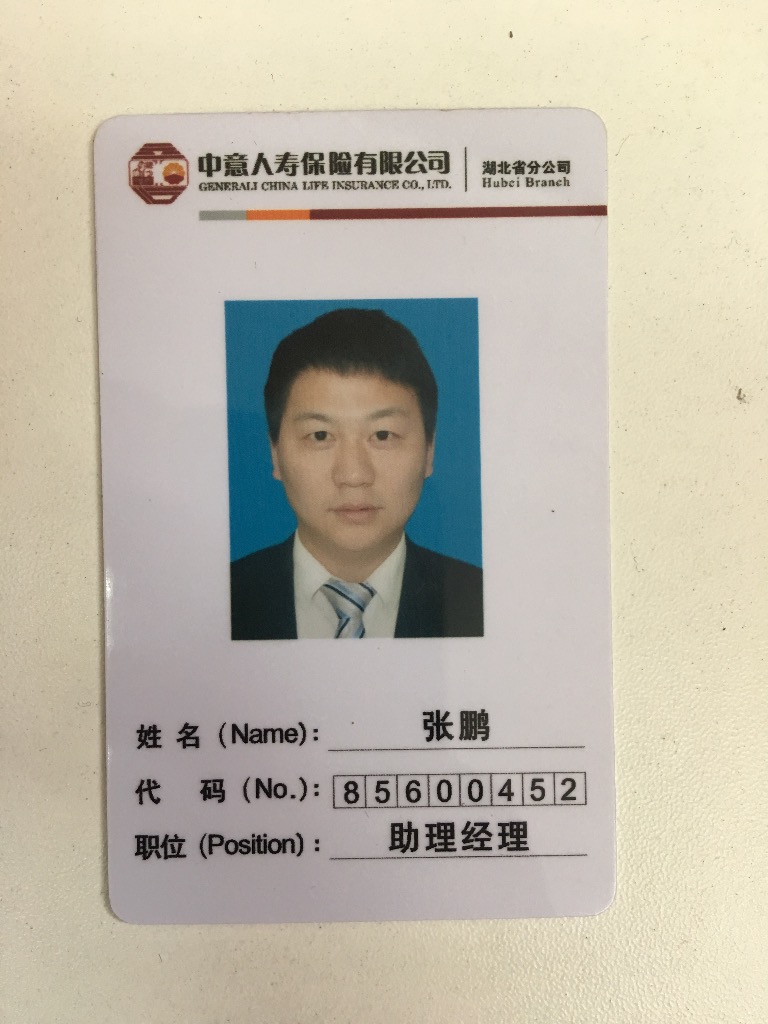 中意人寿保险有限公司 湖北省分公司
GENERALI CHINA LIFE INSURANCE CO., LTD. Hubei Branch
姓 名 (Name): 张鹏
代 码 (No.): 85600452
职位 (Position): 助理经理